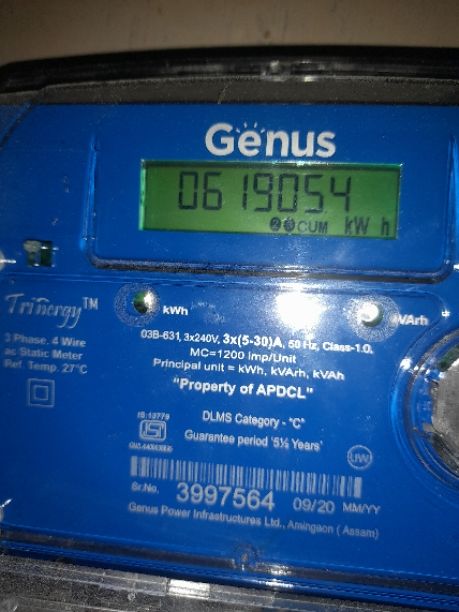 Genus
0619054
CUM kW h
Trinergy™
kWh
VArh
03B-631, 3x240V, 3x(5-30)A, 50 Hz, Class-1.0.
MC=1200 Imp/Unit
Principal unit = kWh, kVArh, kVAh
3 Phase, 4 Wire
as Static Meter
Ref. Temp. 27°C
"Property of APDCL"
IS:13779
DLMS Category - "C"
Guarantee period '5½ Years'
UW
Sr.No. 3997564 09/20 MM/YY
Genus Power Infrastructures Ltd., Amingaon ( Assam)